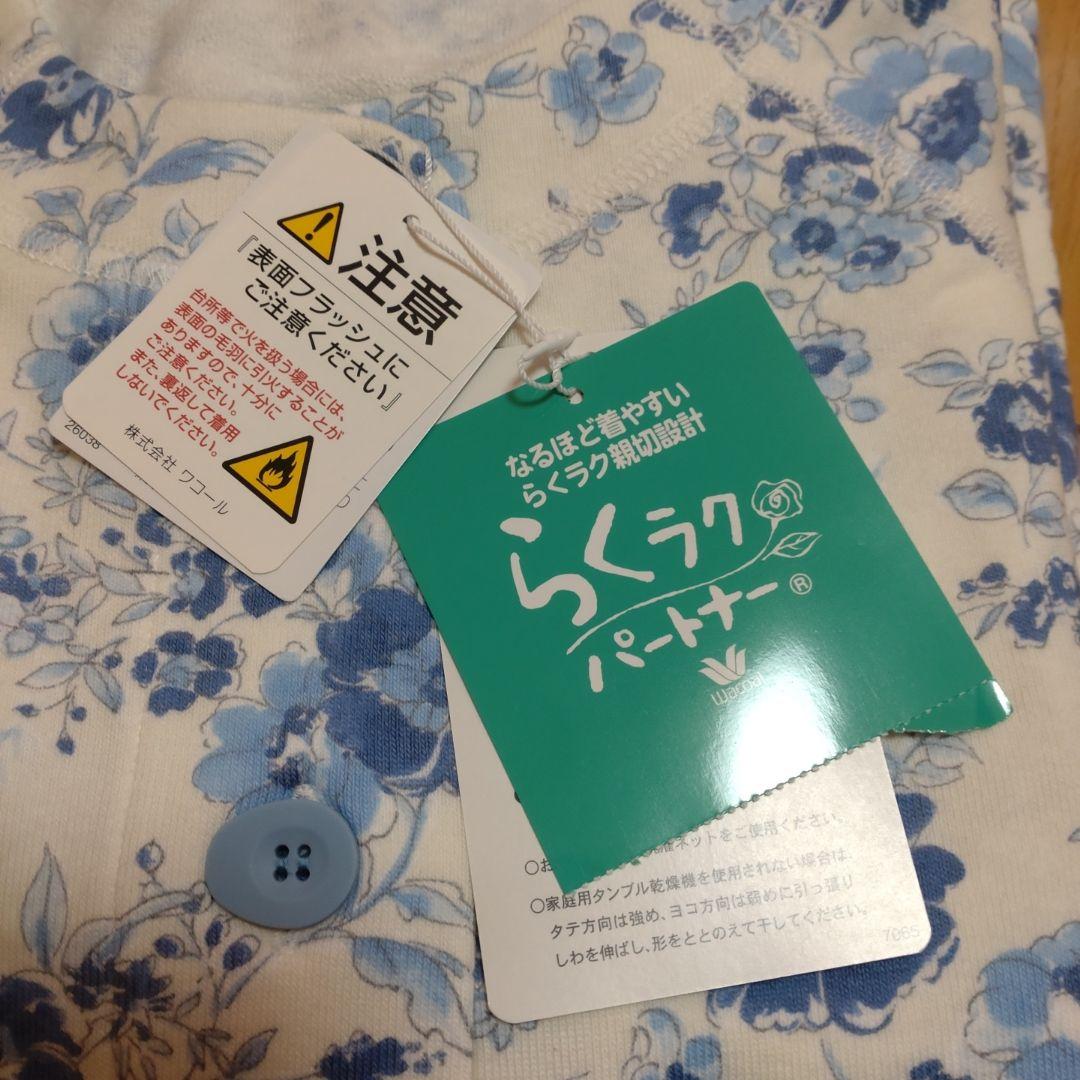 注意
『表面フラッシュに
ご注意ください』
台所等で火を扱う場合には、
表面の毛羽に引火することが
ありますので、十分に
ご注意ください。
また、裏返して着用
しないでください。
株式会社 ワコール
26038
なるほど着やすい
らくラク親切設計
らくラク
パートナー®
Wacoal
○お
ネットをご使用ください。
○家庭用タンブル乾燥機を使用されない場合は、
タテ方向は強め、ヨコ方向は弱めに引っ張り
しわを伸ばし、形をととのえて干してください。
7065